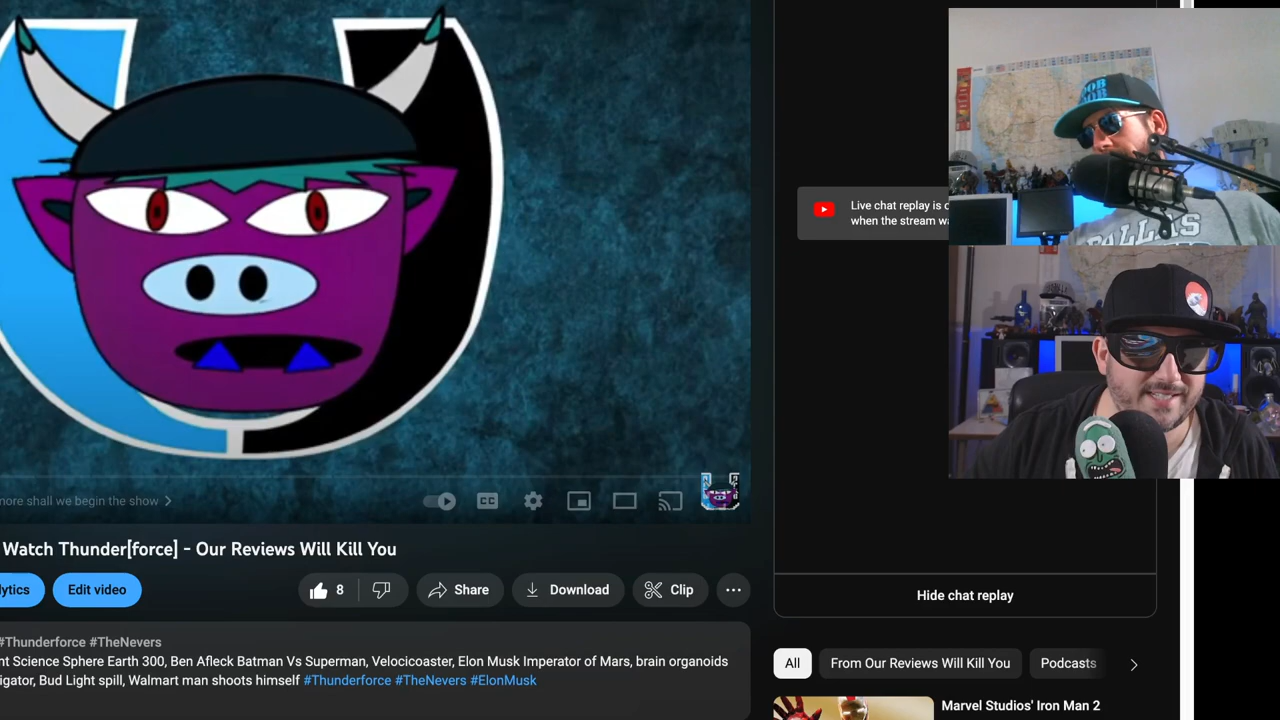 Live chat replay is
when the stream
DALLAS
more shall we begin the show
CC
Watch Thunder[force] - Our Reviews Will Kill You
Edit video
8
Share
Download
Clip
Hide chat replay
#Thunderforce #TheNevers
Science Sphere Earth 300, Ben Afleck Batman Vs Superman, Velocicoaster, Elon Musk Imperator of Mars, brain organoids
Bud Light spill, Walmart man shoots himself #Thunderforce #TheNevers #ElonMusk
All
From Our Reviews Will Kill You
Podcasts
Marvel Studios' Iron Man 2